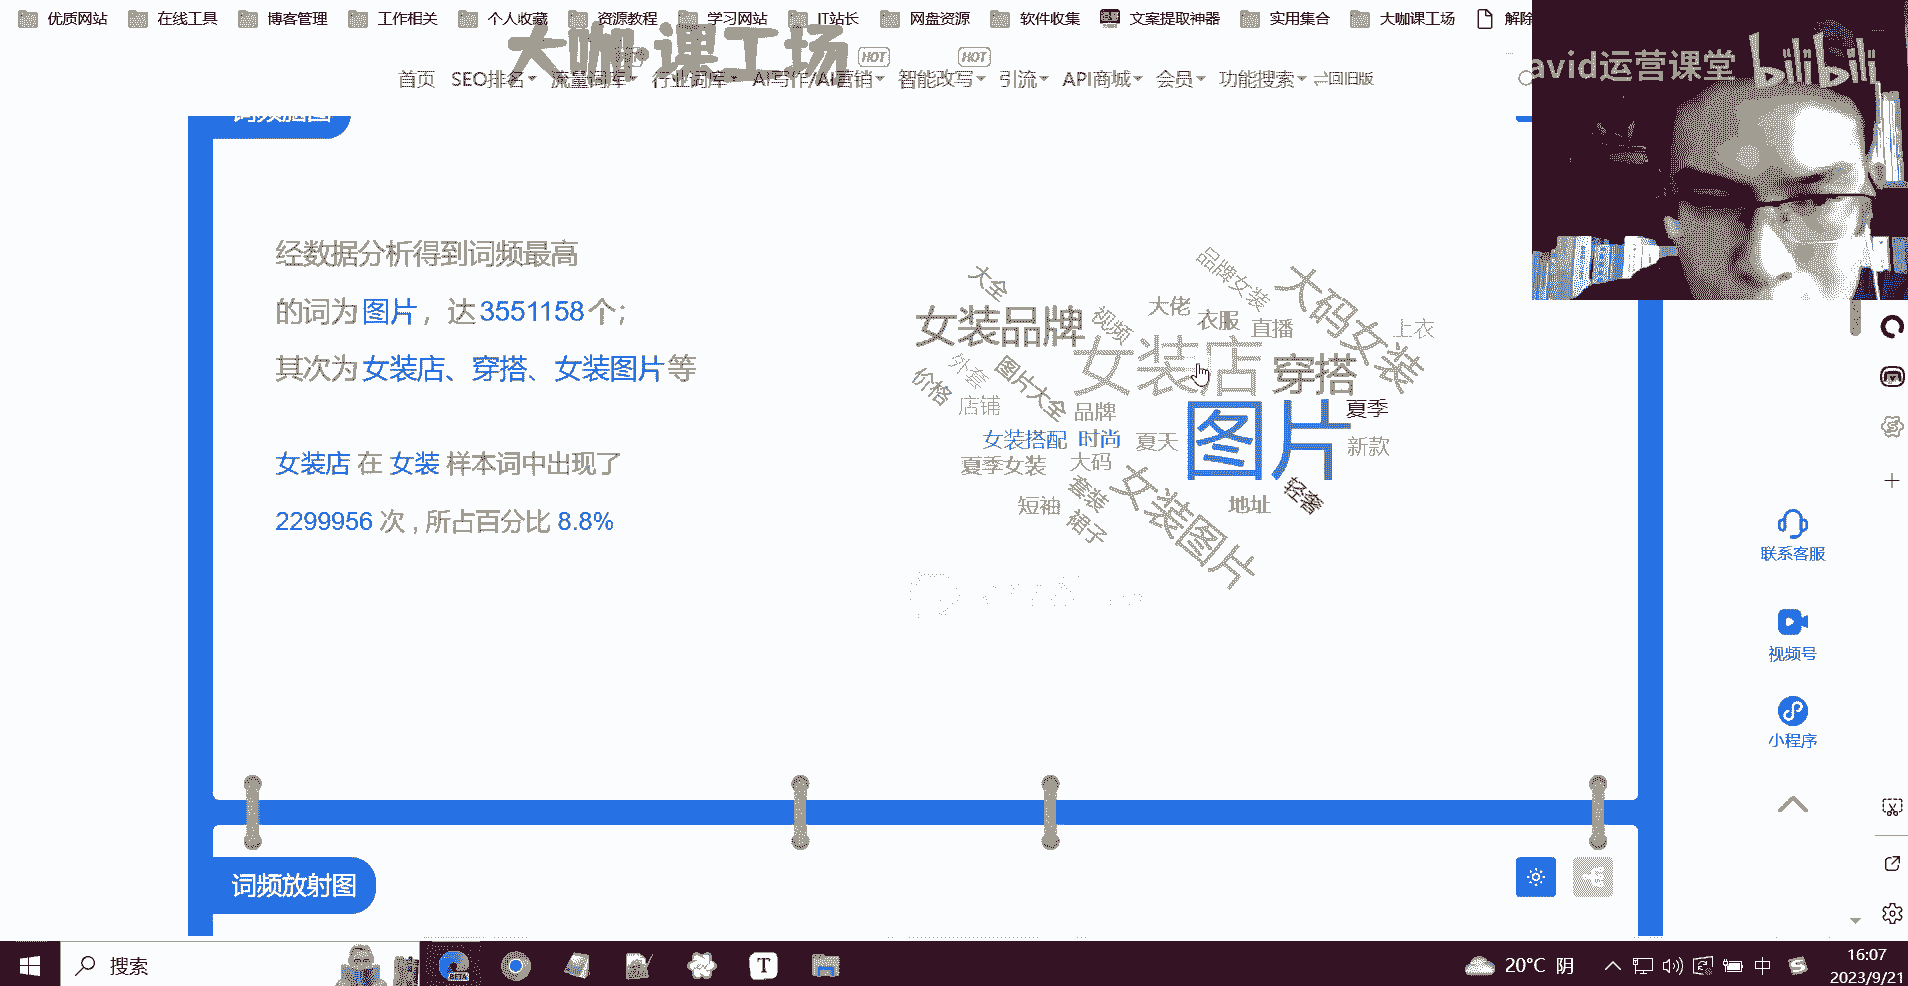 优质网站 在线工具 博客管理 工作相关 个人收藏 资源教程 学习网站 IT站长 网盘资源 软件收集 文案提取神器 实用集合 大咖课工场 解除
大咖·课工场
HOT HOT
首页 SEO排名 流量词库 行业词库 AI写作/AI营销 智能改写 引流 API商城 会员 功能搜索 回旧版
avid运营课堂 bilibili
词频脑图
经数据分析得到词频最高
的词为 图片 ，达 3551158 个；
其次为 女装店、穿搭、女装图片 等
女装店 在 女装 样本词中出现了
2299956 次 , 所占百分比 8.8%
大全
品牌女装
大码女装
女装品牌
视频
大佬
衣服
直播
上衣
女装店
穿搭
价格
外套
图片大全
店铺
品牌
图片
夏季
女装搭配
时尚
夏天
新款
夏季女装
大码
套装
女装图片
轻奢
短袖
裙子
地址
联系客服
视频号
小程序
词频放射图
搜索
BETA
T
20°C 阴
中
16:07
2023/9/21